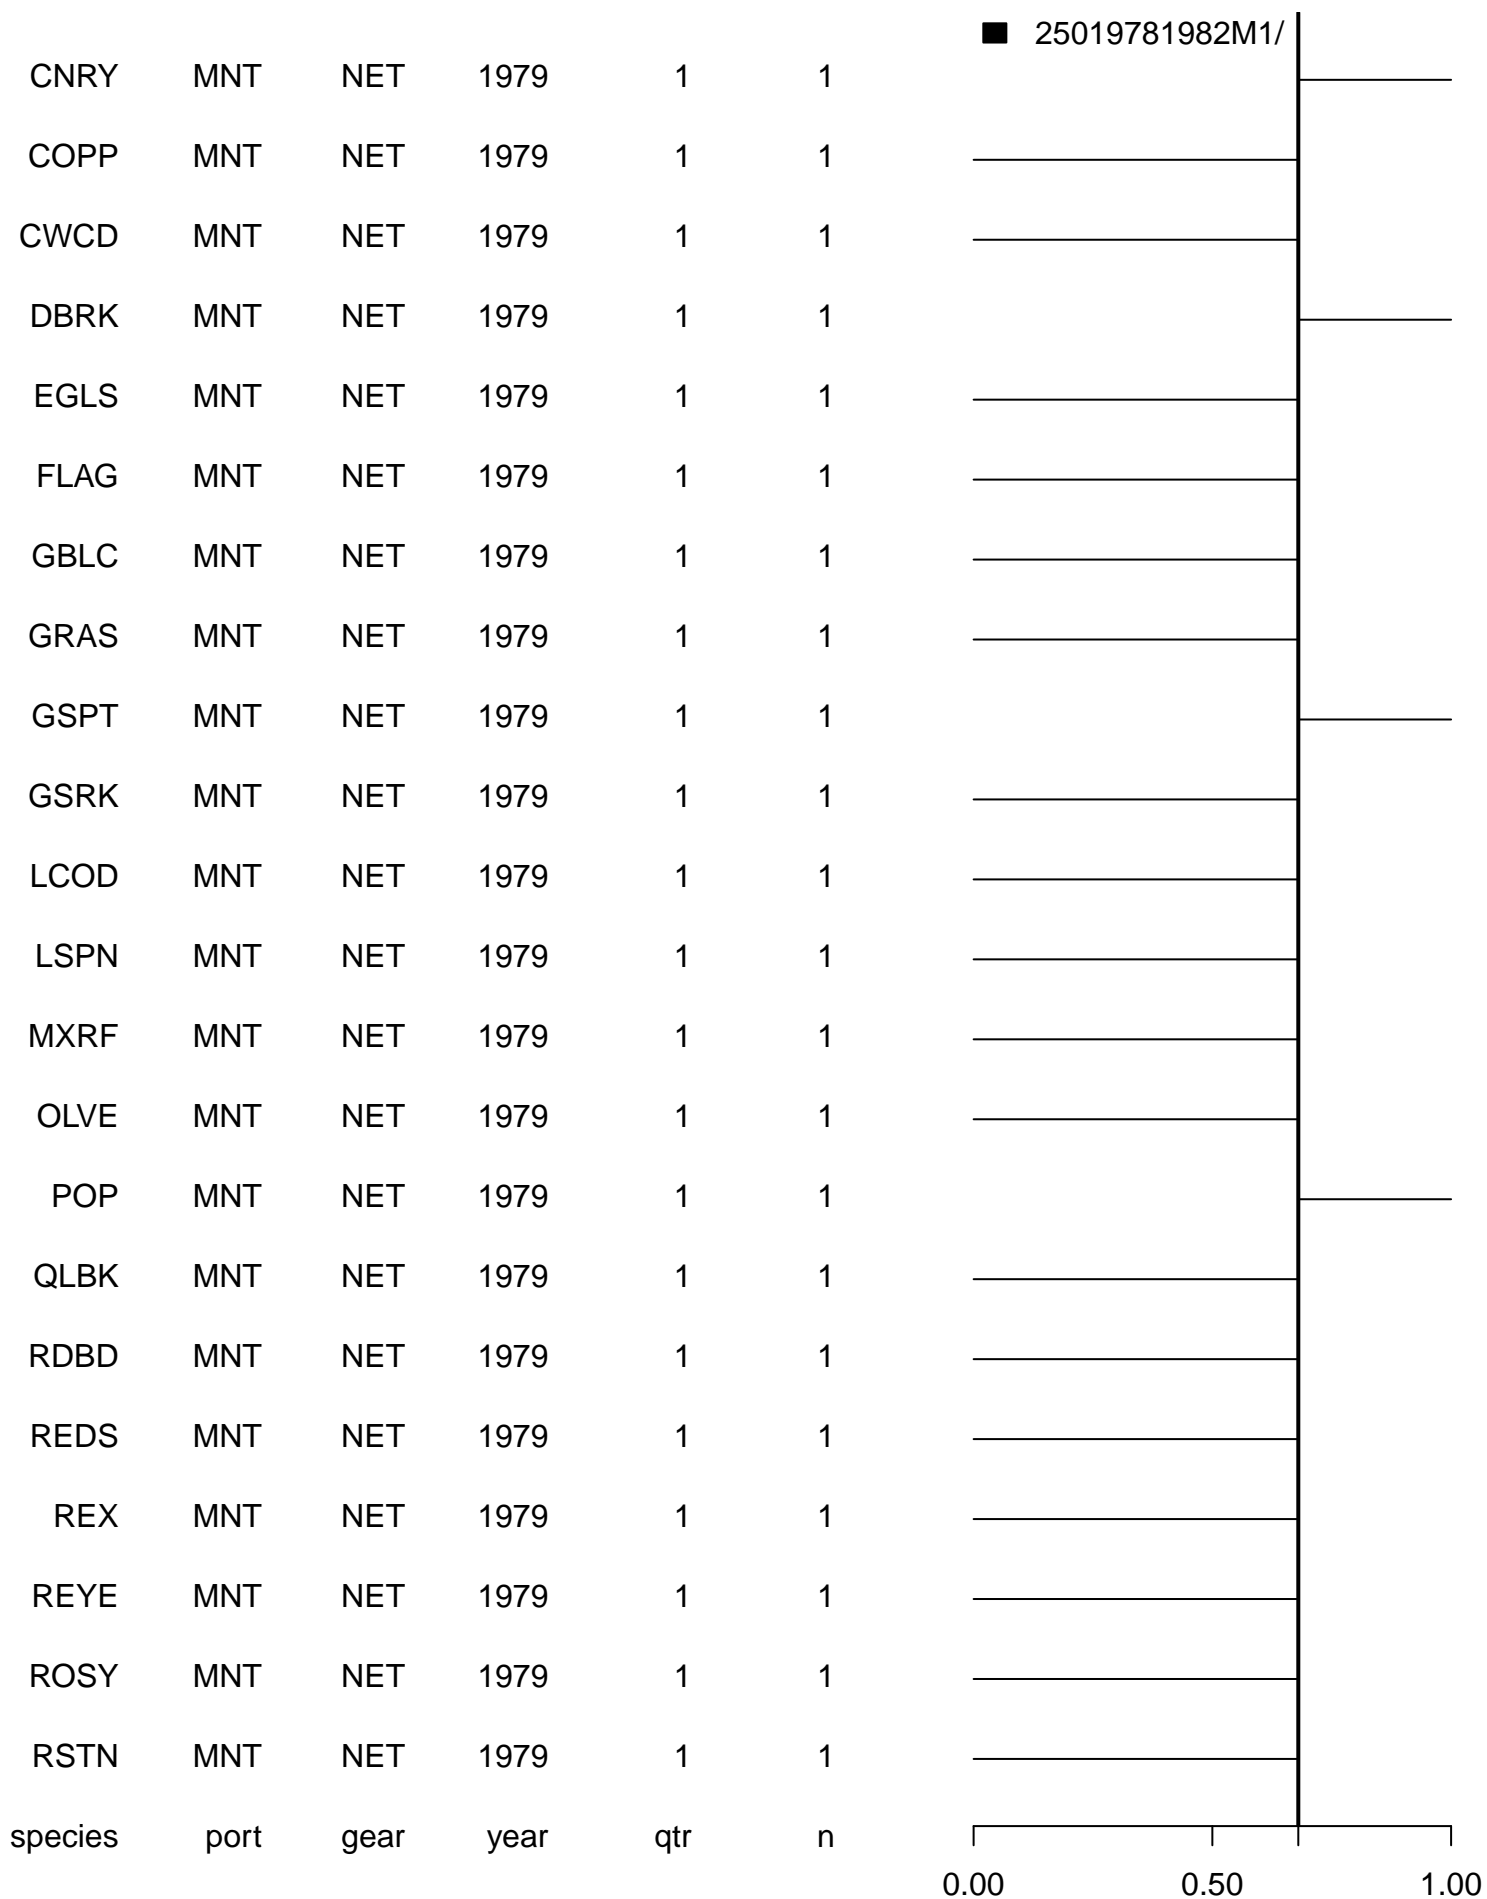 25019781982M1/
CNRY MNT NET 1979 1 1
COPP MNT NET 1979 1 1
CWCD MNT NET 1979 1 1
DBRK MNT NET 1979 1 1
EGLS MNT NET 1979 1 1
FLAG MNT NET 1979 1 1
GBLC MNT NET 1979 1 1
GRAS MNT NET 1979 1 1
GSPT MNT NET 1979 1 1
GSRK MNT NET 1979 1 1
LCOD MNT NET 1979 1 1
LSPN MNT NET 1979 1 1
MXRF MNT NET 1979 1 1
OLVE MNT NET 1979 1 1
POP MNT NET 1979 1 1
QLBK MNT NET 1979 1 1
RDBD MNT NET 1979 1 1
REDS MNT NET 1979 1 1
REX MNT NET 1979 1 1
REYE MNT NET 1979 1 1
ROSY MNT NET 1979 1 1
RSTN MNT NET 1979 1 1
species port gear year qtr n
0.00 0.50 1.00